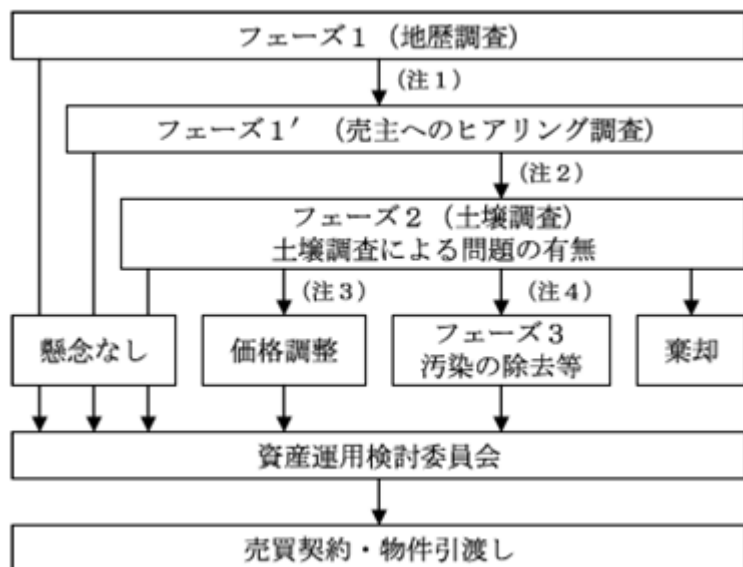 フェーズ1（地歴調査）
（注1）
フェーズ1′（売主へのヒアリング調査）
（注2）
フェーズ2（土壌調査）
土壌調査による問題の有無
（注3）
（注4）
懸念なし
価格調整
フェーズ3
汚染の除去等
棄却
資産運用検討委員会
売買契約・物件引渡し